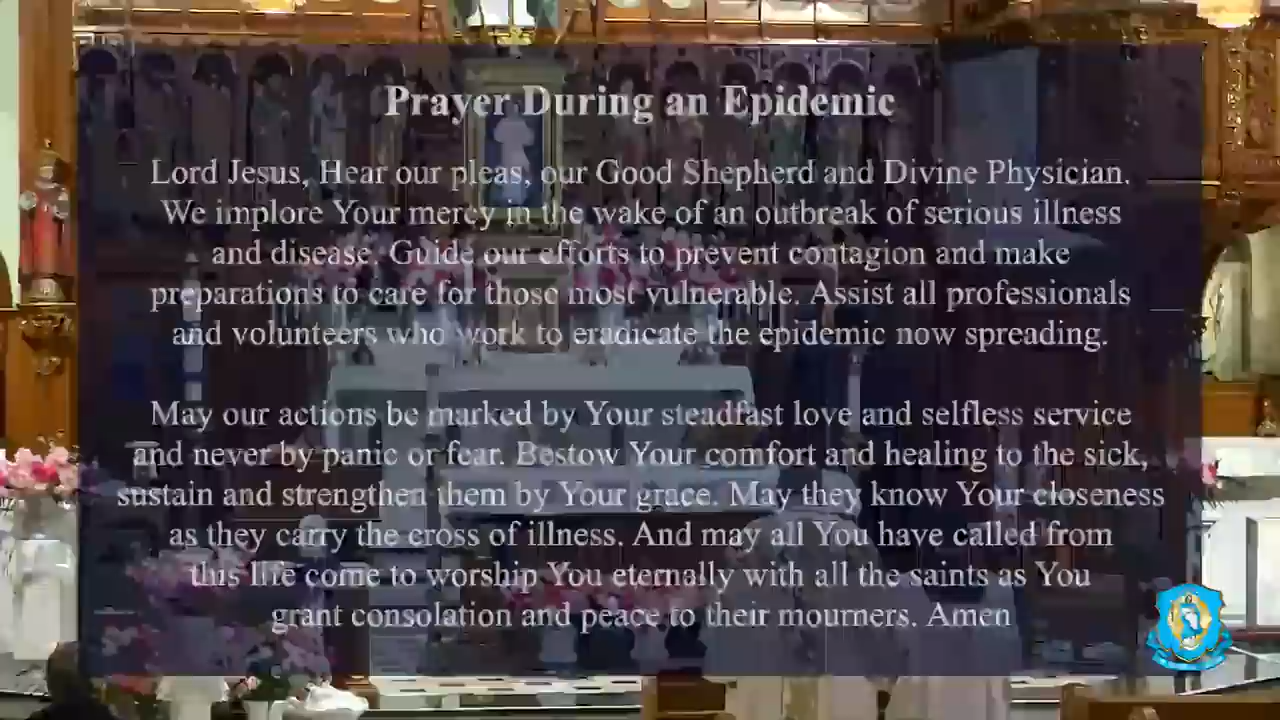 Prayer During an Epidemic
Lord Jesus, Hear our pleas, our Good Shepherd and Divine Physician.
We implore Your mercy in the wake of an outbreak of serious illness
and disease. Guide our efforts to prevent contagion and make
preparations to care for those most vulnerable. Assist all professionals
and volunteers who work to eradicate the epidemic now spreading.
May our actions be marked by Your steadfast love and selfless service
and never by panic or fear. Bestow Your comfort and healing to the sick,
sustain and strengthen them by Your grace. May they know Your closeness
as they carry the cross of illness. And may all You have called from
this life come to worship You eternally with all the saints as You
grant consolation and peace to their mourners. Amen